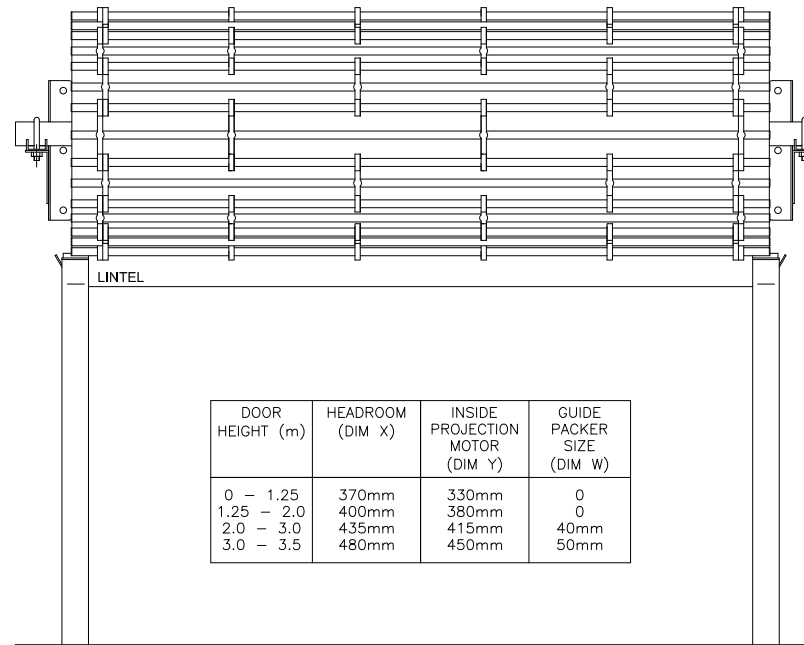 LINTEL
DOOR HEIGHT (m) HEADROOM (DIM X) INSIDE PROJECTION MOTOR (DIM Y) GUIDE PACKER SIZE (DIM W)
0 – 1.25 370mm 330mm 0
1.25 – 2.0 400mm 380mm 0
2.0 – 3.0 435mm 415mm 40mm
3.0 – 3.5 480mm 450mm 50mm